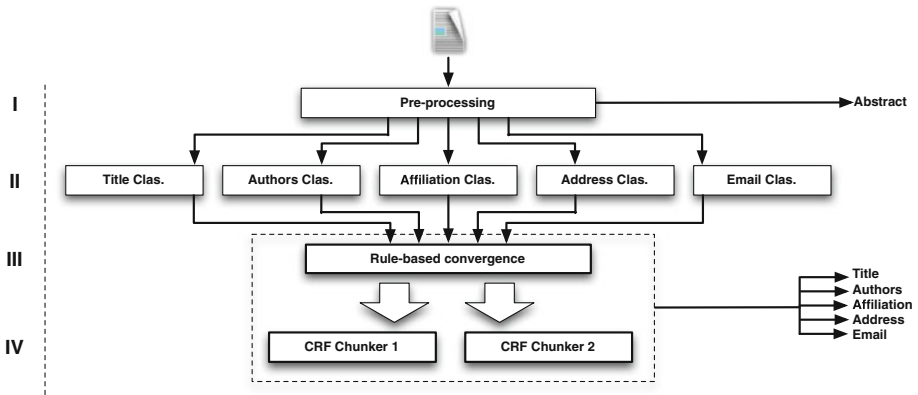 I
Pre-processing
Abstract
II
Title Clas.
Authors Clas.
Affiliation Clas.
Address Clas.
Email Clas.
III
Rule-based convergence
Title
Authors
Affiliation
Address
Email
IV
CRF Chunker 1
CRF Chunker 2